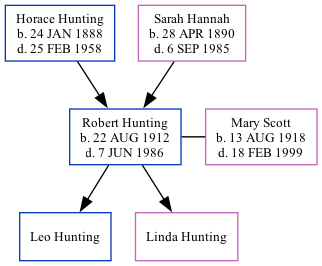 Horace Hunting
b. 24 JAN 1888
d. 25 FEB 1958
Sarah Hannah
b. 28 APR 1890
d. 6 SEP 1985
Robert Hunting
b. 22 AUG 1912
d. 7 JUN 1986
Mary Scott
b. 13 AUG 1918
d. 18 FEB 1999
Leo Hunting
Linda Hunting